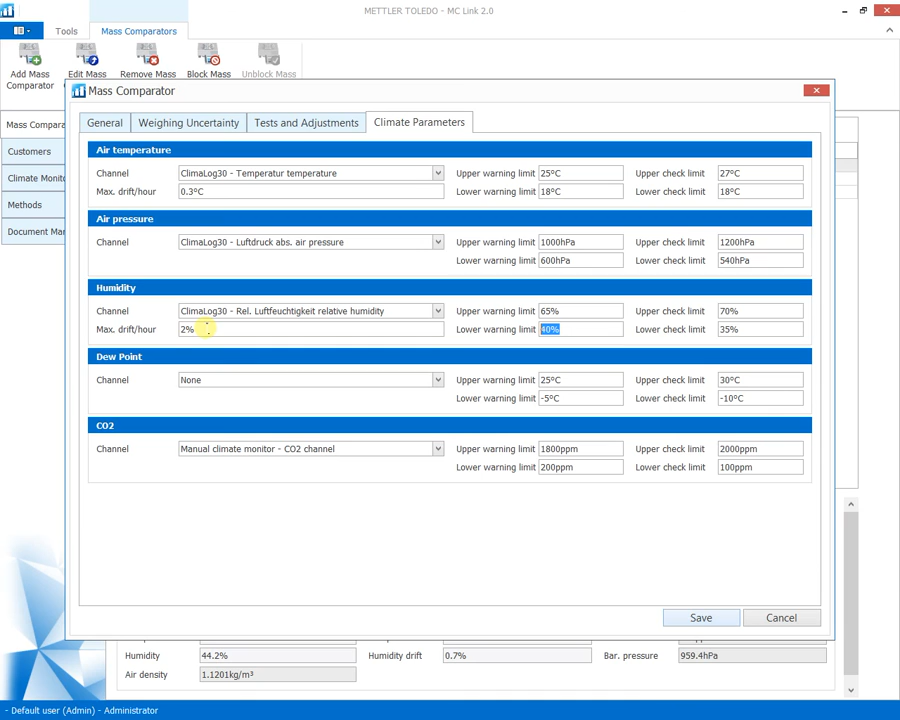 METTLER TOLEDO - MC Link 2.0
Tools
Mass Comparators
Add Mass Comparator
Edit Mass
Remove Mass
Block Mass
Unblock Mass
Mass Compara
Customers
Climate Monito
Methods
Document Man
Mass Comparator
General
Weighing Uncertainty
Tests and Adjustments
Climate Parameters
Air temperature
Channel ClimaLog30 - Temperatur temperature Upper warning limit 25°C Upper check limit 27°C
Max. drift/hour 0.3°C Lower warning limit 18°C Lower check limit 18°C
Air pressure
Channel ClimaLog30 - Luftdruck abs. air pressure Upper warning limit 1000hPa Upper check limit 1200hPa
Lower warning limit 600hPa Lower check limit 540hPa
Humidity
Channel ClimaLog30 - Rel. Luftfeuchtigkeit relative humidity Upper warning limit 65% Upper check limit 70%
Max. drift/hour 2% Lower warning limit 40% Lower check limit 35%
Dew Point
Channel None Upper warning limit 25°C Upper check limit 30°C
Lower warning limit -5°C Lower check limit -10°C
CO2
Channel Manual climate monitor - CO2 channel Upper warning limit 1800ppm Upper check limit 2000ppm
Lower warning limit 200ppm Lower check limit 100ppm
Save
Cancel
Humidity 44.2% Humidity drift 0.7% Bar. pressure 959.4hPa
Air density 1.1201kg/m³
- Default user (Admin) - Administrator